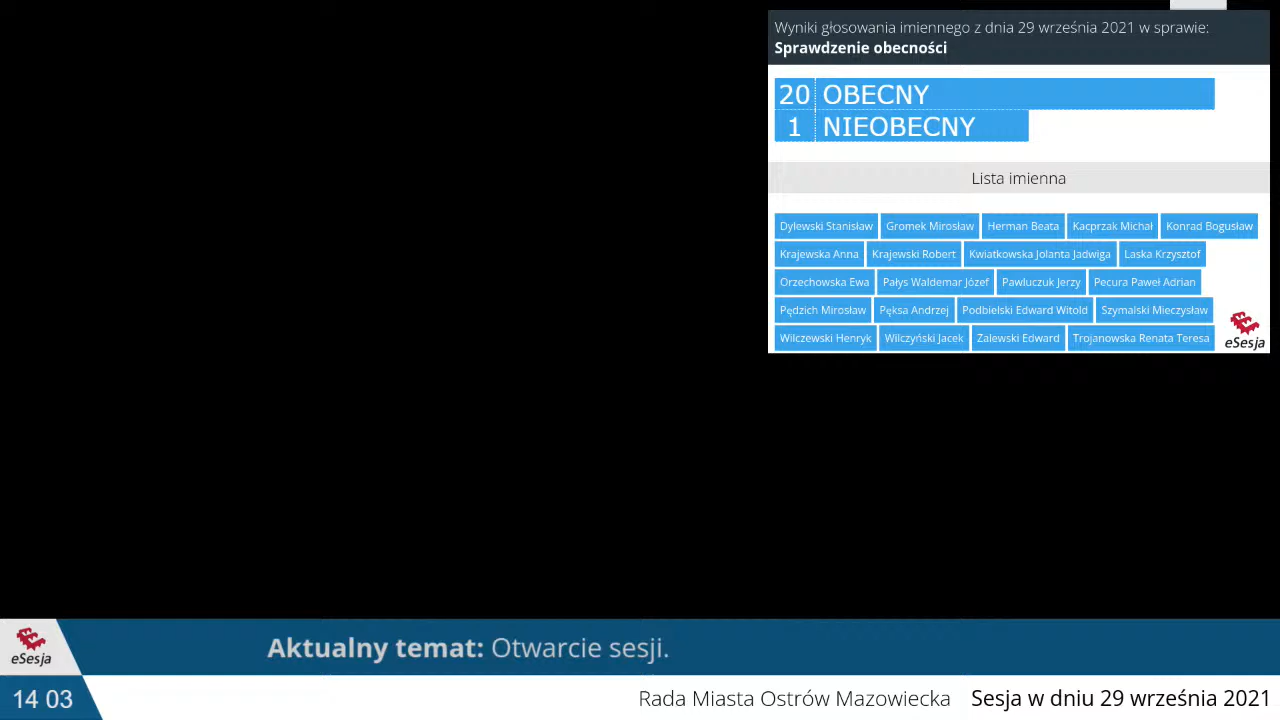 Wyniki głosowania imiennego z dnia 29 września 2021 w sprawie:
Sprawdzenie obecności
20 OBECNY
1 NIEOBECNY
Lista imienna
Dylewski Stanisław Gromek Mirosław Herman Beata Kacprzak Michał Konrad Bogusław
Krajewska Anna Krajewski Robert Kwiatkowska Jolanta Jadwiga Laska Krzysztof
Orzechowska Ewa Pałys Waldemar Józef Pawluczuk Jerzy Pecura Paweł Adrian
Pędzich Mirosław Pęksa Andrzej Podbielski Edward Witold Szymalski Mieczysław
Wilczewski Henryk Wilczyński Jacek Zalewski Edward Trojanowska Renata Teresa
eSesja
Aktualny temat: Otwarcie sesji.
eSesja
14 03
Rada Miasta Ostrów Mazowiecka Sesja w dniu 29 września 2021